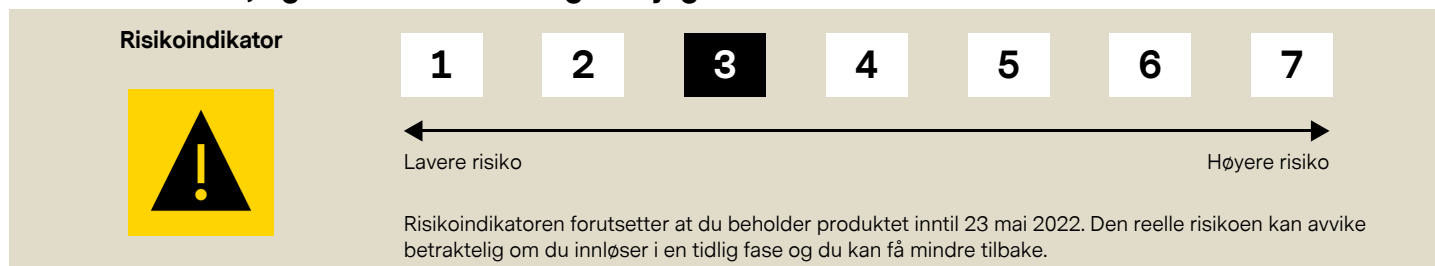 Risikoindikator
1 2 3 4 5 6 7
Lavere risiko Høyere risiko
Risikoindikatoren forutsetter at du beholder produktet inntil 23 mai 2022. Den reelle risikoen kan avvike
betraktelig om du innløser i en tidlig fase og du kan få mindre tilbake.